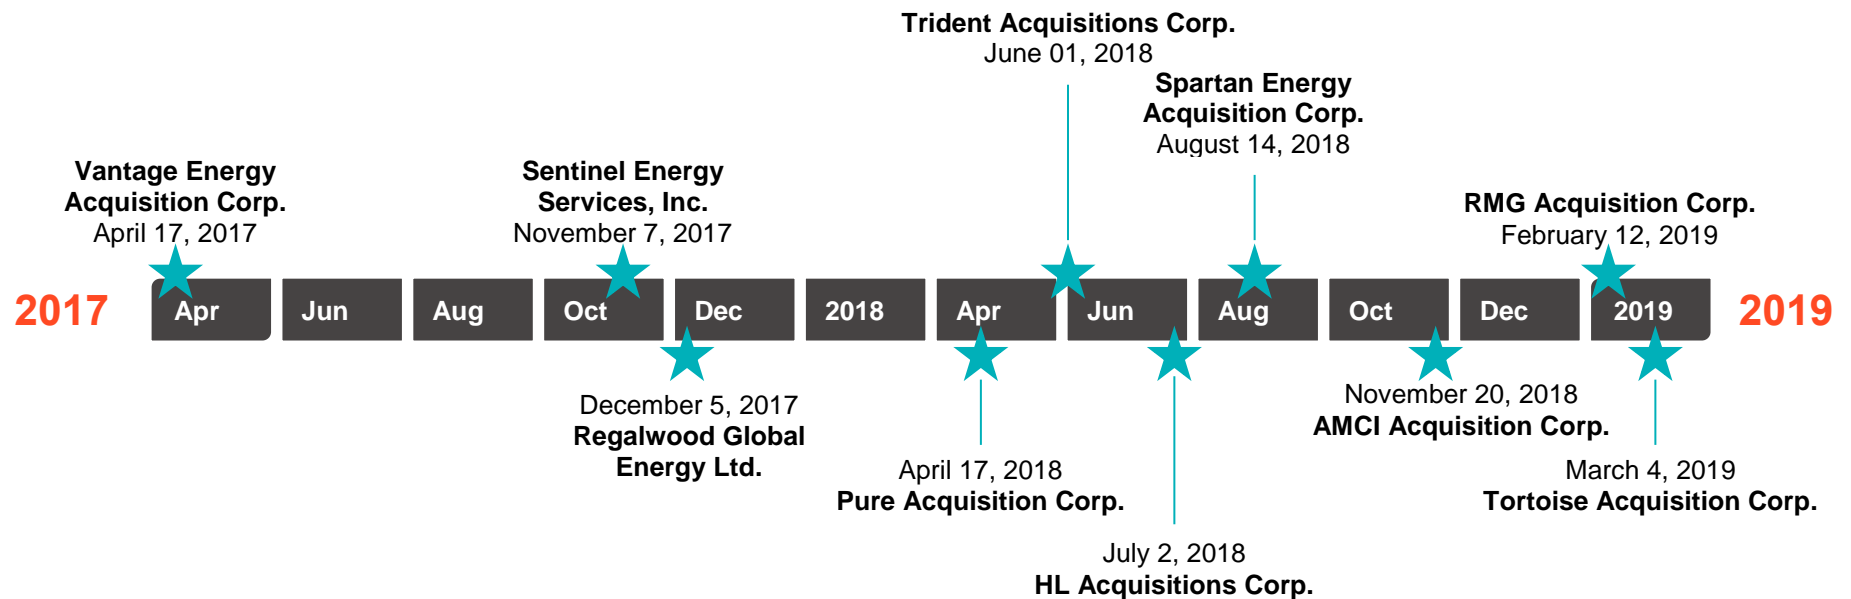 Trident Acquisitions Corp.
June 01, 2018
Spartan Energy
Acquisition Corp.
August 14, 2018
Vantage Energy
Acquisition Corp.
April 17, 2017
Sentinel Energy
Services, Inc.
November 7, 2017
RMG Acquisition Corp.
February 12, 2019
2017
Apr
Jun
Aug
Oct
Dec
2018
Apr
Jun
Aug
Oct
Dec
2019
2019
December 5, 2017
Regalwood Global
Energy Ltd.
April 17, 2018
Pure Acquisition Corp.
July 2, 2018
HL Acquisitions Corp.
November 20, 2018
AMCI Acquisition Corp.
March 4, 2019
Tortoise Acquisition Corp.